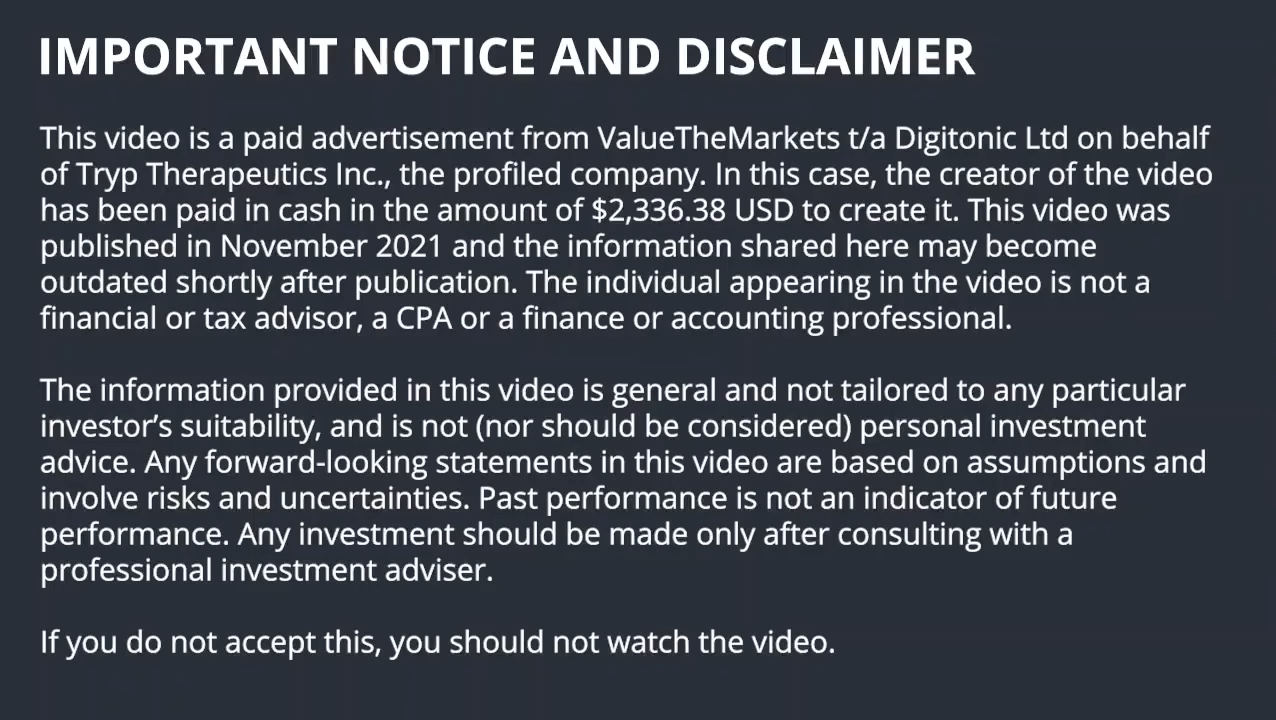 IMPORTANT NOTICE AND DISCLAIMER
This video is a paid advertisement from ValueTheMarkets t/a Digitonic Ltd on behalf
of Tryp Therapeutics Inc., the profiled company. In this case, the creator of the video
has been paid in cash in the amount of $2,336.38 USD to create it. This video was
published in November 2021 and the information shared here may become
outdated shortly after publication. The individual appearing in the video is not a
financial or tax advisor, a CPA or a finance or accounting professional.
The information provided in this video is general and not tailored to any particular
investor’s suitability, and is not (nor should be considered) personal investment
advice. Any forward-looking statements in this video are based on assumptions and
involve risks and uncertainties. Past performance is not an indicator of future
performance. Any investment should be made only after consulting with a
professional investment adviser.
If you do not accept this, you should not watch the video.